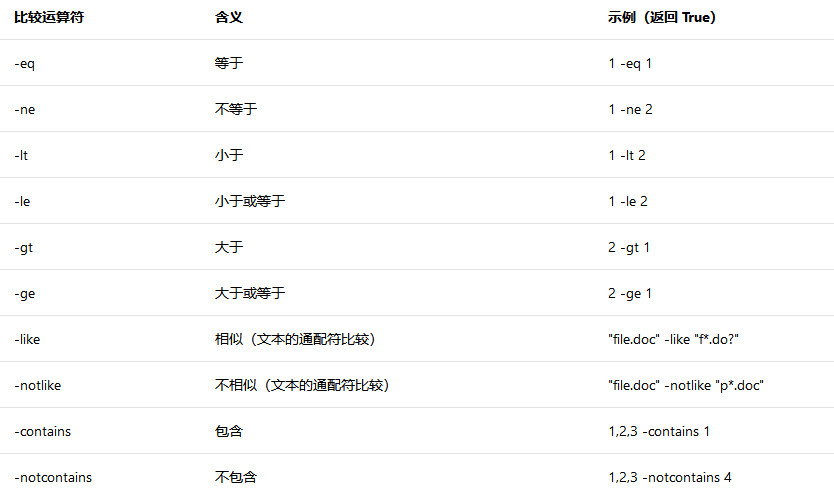 比较运算符 含义 示例（返回 True）
-eq 等于 1 -eq 1
-ne 不等于 1 -ne 2
-lt 小于 1 -lt 2
-le 小于或等于 1 -le 2
-gt 大于 2 -gt 1
-ge 大于或等于 2 -ge 1
-like 相似（文本的通配符比较） "file.doc" -like "f*.do?"
-notlike 不相似（文本的通配符比较） "file.doc" -notlike "p*.doc"
-contains 包含 1,2,3 -contains 1
-notcontains 不包含 1,2,3 -notcontains 4